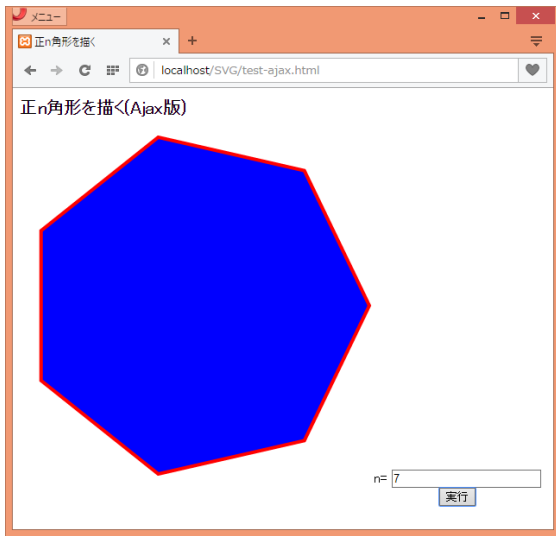 メニュー
正n角形を描く
localhost/SVG/test-ajax.html
正n角形を描く(Ajax版)
n= 7
実行